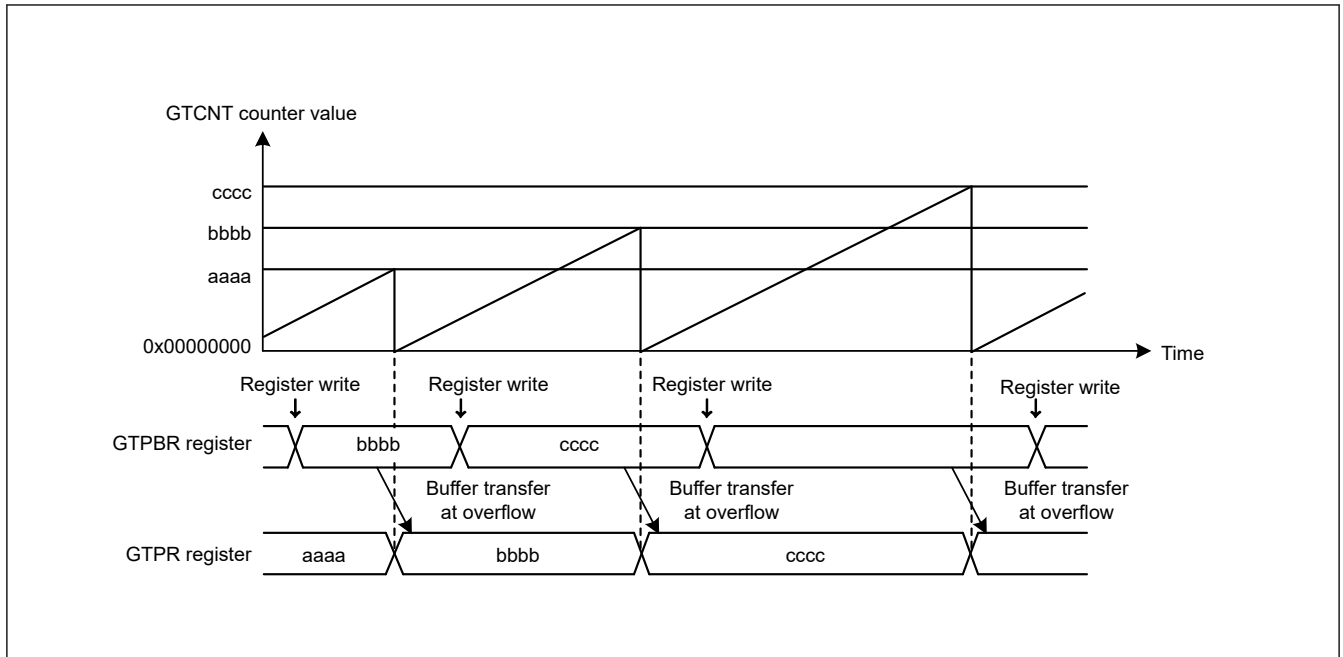 GTCNT counter value
cccc
bbbb
aaaa
0x00000000
Time
Register write Register write Register write Register write
GTPBR register bbbb cccc
Buffer transfer at overflow Buffer transfer at overflow Buffer transfer at overflow
GTPR register aaaa bbbb cccc